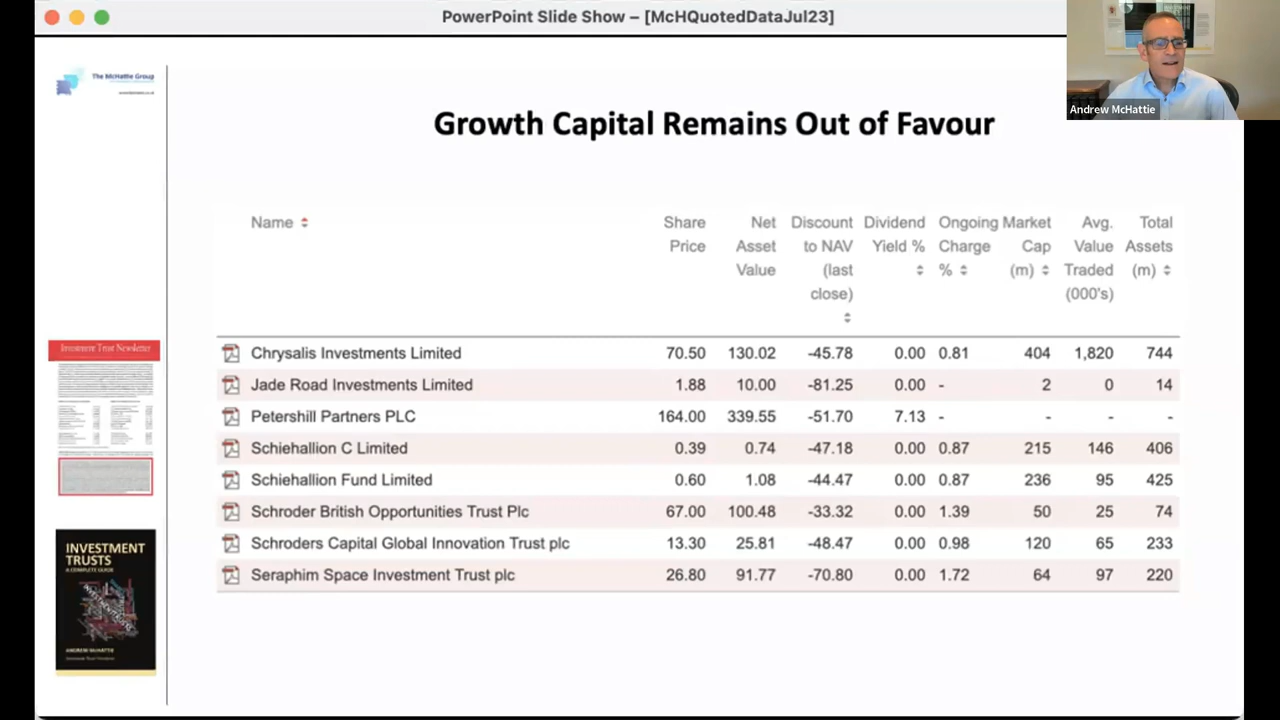 PowerPoint Slide Show – [McHQuotedDataJul23]
Andrew McHattie
The McHattie Group
Growth Capital Remains Out of Favour
Name Share Net Discount Dividend Ongoing Market Avg. Total
Price Asset to NAV Yield % Charge Cap Value Assets
Value (last % (m) Traded (m)
close) (000's)
Chrysalis Investments Limited 70.50 130.02 -45.78 0.00 0.81 404 1,820 744
Jade Road Investments Limited 1.88 10.00 -81.25 0.00 - 2 0 14
Petershill Partners PLC 164.00 339.55 -51.70 7.13 - - - -
Schiehallion C Limited 0.39 0.74 -47.18 0.00 0.87 215 146 406
Schiehallion Fund Limited 0.60 1.08 -44.47 0.00 0.87 236 95 425
Schroder British Opportunities Trust Plc 67.00 100.48 -33.32 0.00 1.39 50 25 74
Schroders Capital Global Innovation Trust plc 13.30 25.81 -48.47 0.00 0.98 120 65 233
Seraphim Space Investment Trust plc 26.80 91.77 -70.80 0.00 1.72 64 97 220
Investment Trust Newsletter
INVESTMENT
TRUSTS
A COMPLETE GUIDE
ANDREW McHATTIE